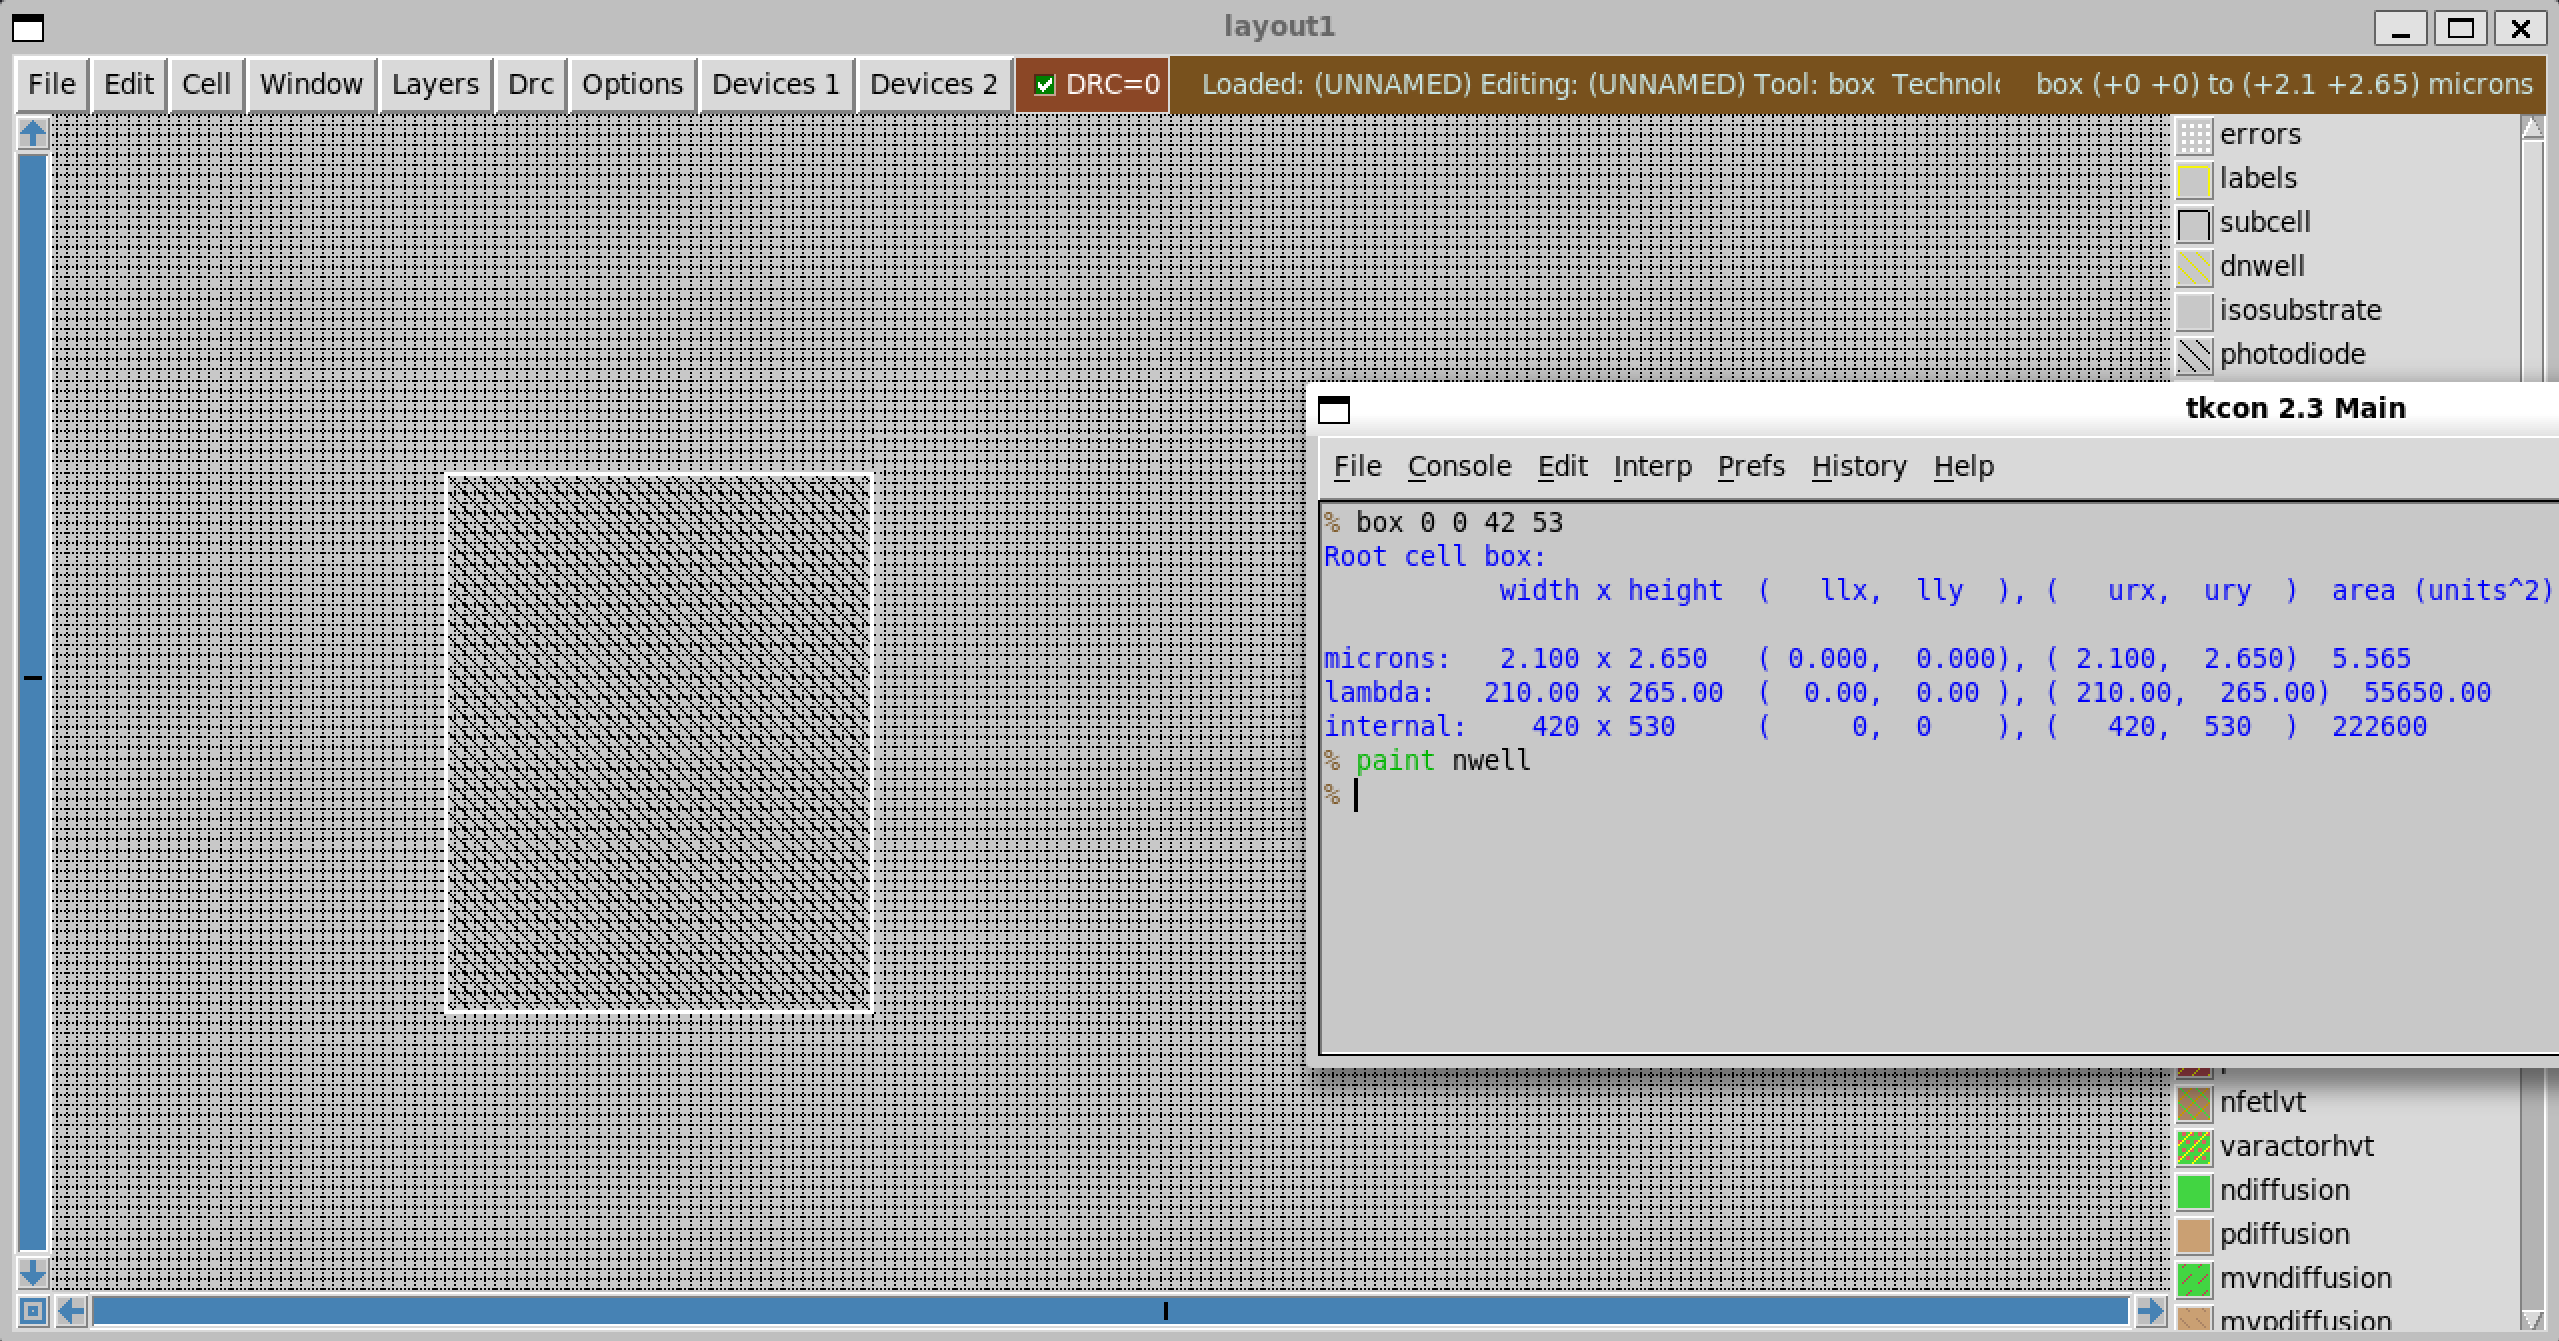 layout1
File Edit Cell Window Layers Drc Options Devices 1 Devices 2 DRC=0 Loaded: (UNNAMED) Editing: (UNNAMED) Tool: box Technolo box (+0 +0) to (+2.1 +2.65) microns
errors
labels
subcell
dnwell
isosubstrate
photodiode
tkcon 2.3 Main
File Console Edit Interp Prefs History Help
% box 0 0 42 53
Root cell box:
width x height ( llx, lly ), ( urx, ury ) area (units^2)
microns: 2.100 x 2.650 ( 0.000, 0.000), ( 2.100, 2.650) 5.565
lambda: 210.00 x 265.00 ( 0.00, 0.00 ), ( 210.00, 265.00) 55650.00
internal: 420 x 530 ( 0, 0 ), ( 420, 530 ) 222600
% paint nwell
%
nfetlvt
varactorhvt
ndiffusion
pdiffusion
mvndiffusion
mvpdiffusion